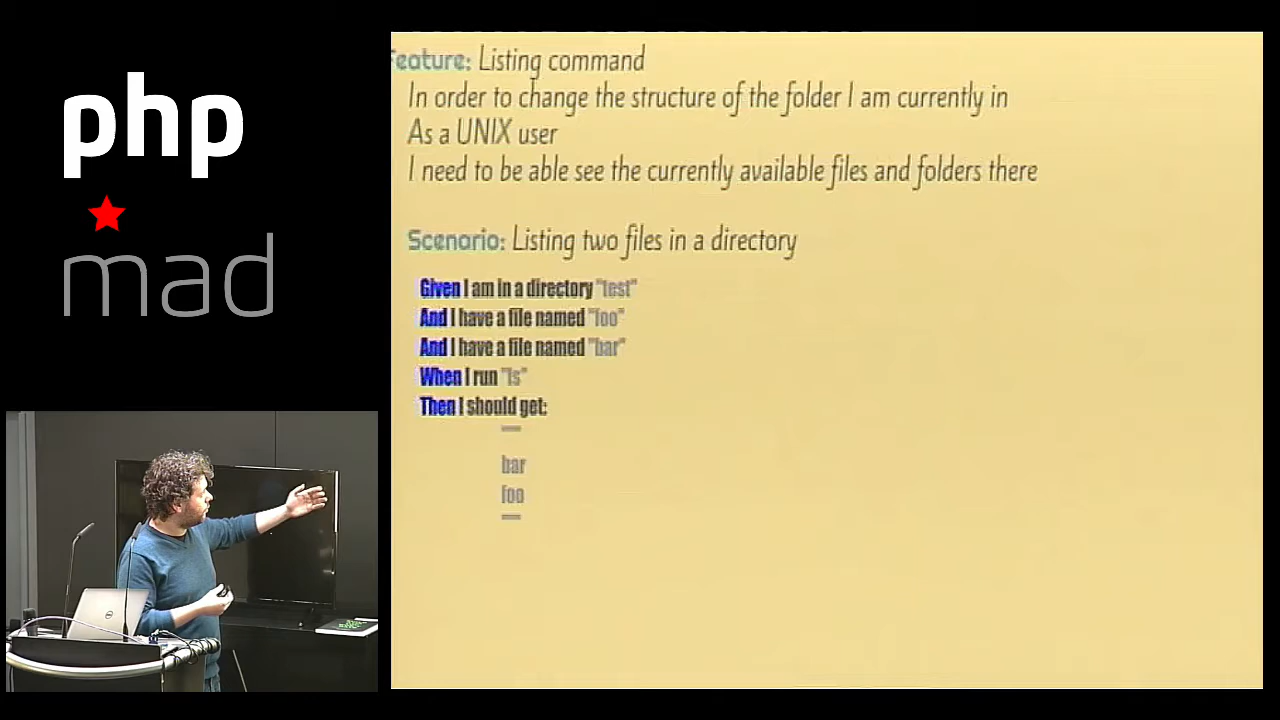 php
mad
Feature: Listing command
In order to change the structure of the folder I am currently in
As a UNIX user
I need to be able see the currently available files and folders there
Scenario: Listing two files in a directory
Given I am in a directory "test"
And I have a file named "foo"
And I have a file named "bar"
When I run "ls"
Then I should get:
"""
bar
foo
"""